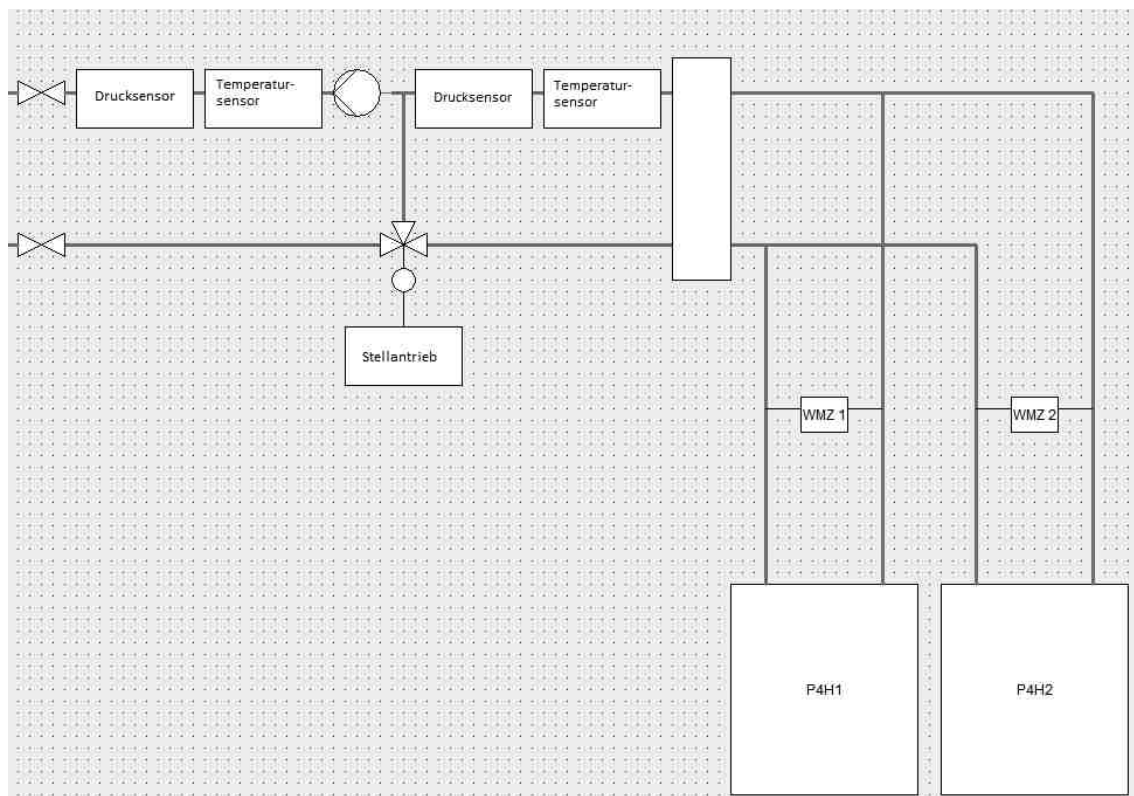 Drucksensor
Temperatur-
sensor
Drucksensor
Temperatur-
sensor
Stellantrieb
WMZ 1
WMZ 2
P4H1
P4H2